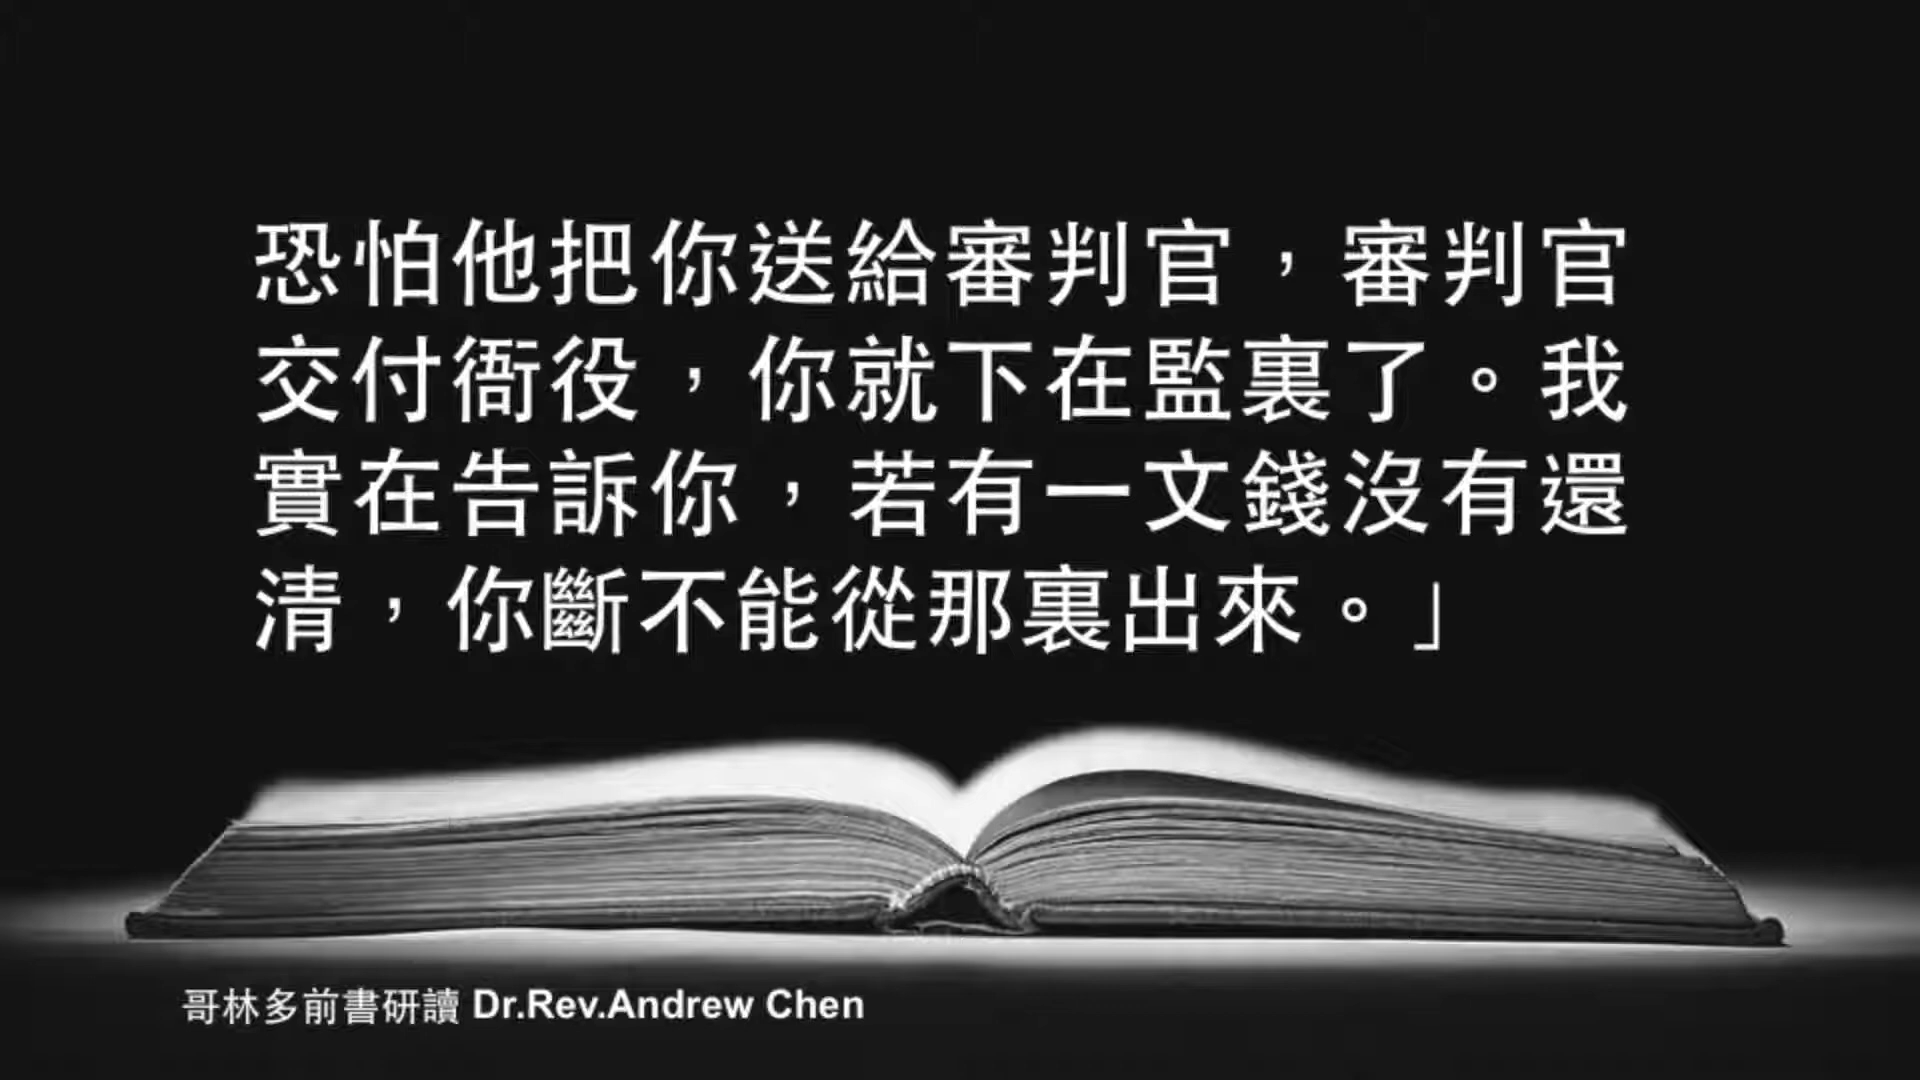 恐怕他把你送給審判官，審判官
交付衙役，你就下在監裏了。我
實在告訴你，若有一文錢沒有還
清，你斷不能從那裏出來。」
哥林多前書研讀 Dr.Rev.Andrew Chen